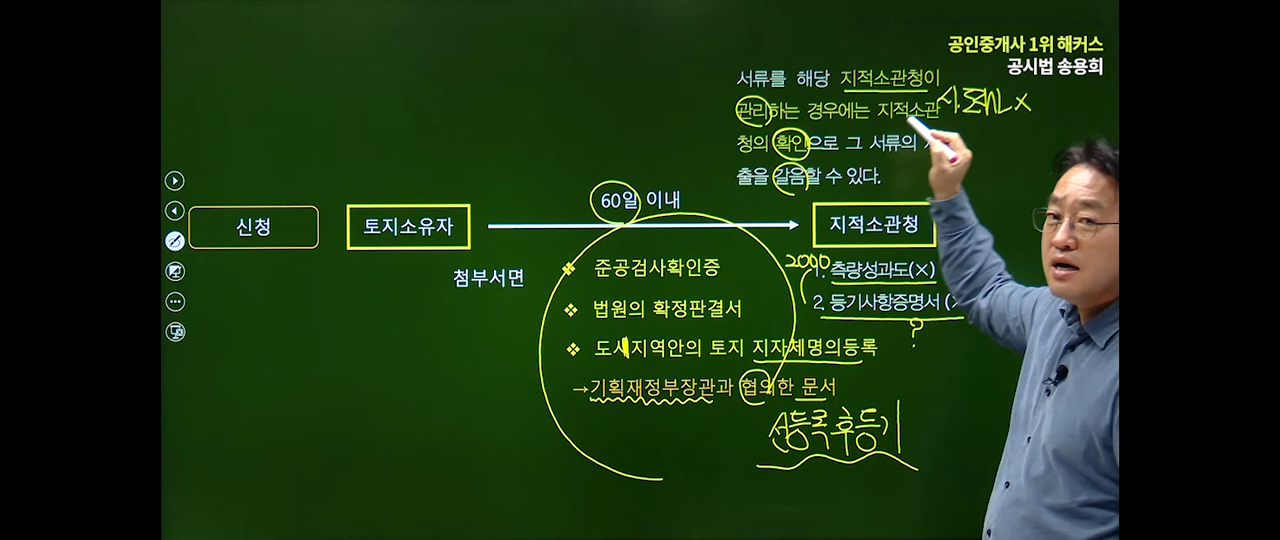 공인중개사 1위 해커스
공시법 송용희
서류를 해당 지적소관청이
관리하는 경우에는 지적소관
청의 확인으로 그 서류의
출을 갈음할 수 있다.
60일 이내
신청
토지소유자
지적소관청
첨부서면
❖ 준공검사확인증
❖ 법원의 확정판결서
❖ 도시지역안의 토지 지자체명의등록
→기획재정부장관과 협의한 문서
2000
1. 측량성과도(×)
2. 등기사항증명서 (×
?
선등록 후등기